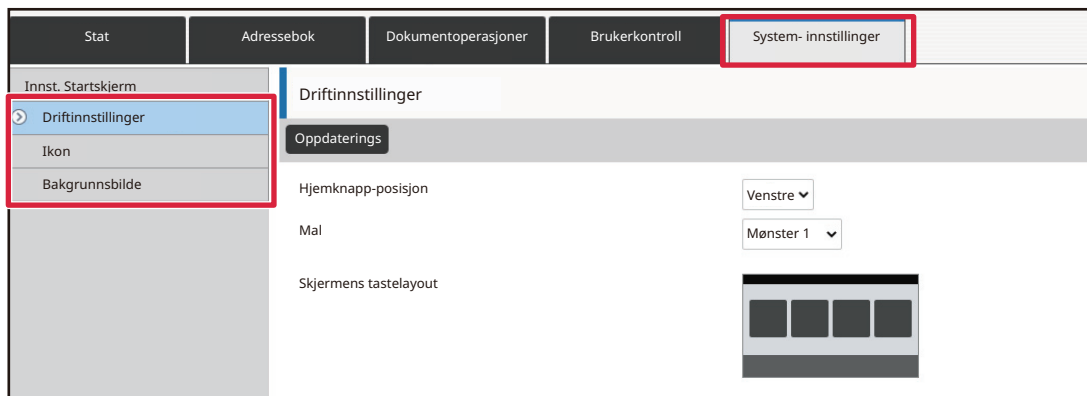 Stat
Adressebok
Dokumentoperasjoner
Brukerkontroll
System- innstillinger
Innst. Startskjerm
Driftinnstillinger
Ikon
Bakgrunnsbilde
Driftinnstillinger
Oppdaterings
Hjemknapp-posisjon
Venstre
Mal
Mønster 1
Skjermens tastelayout